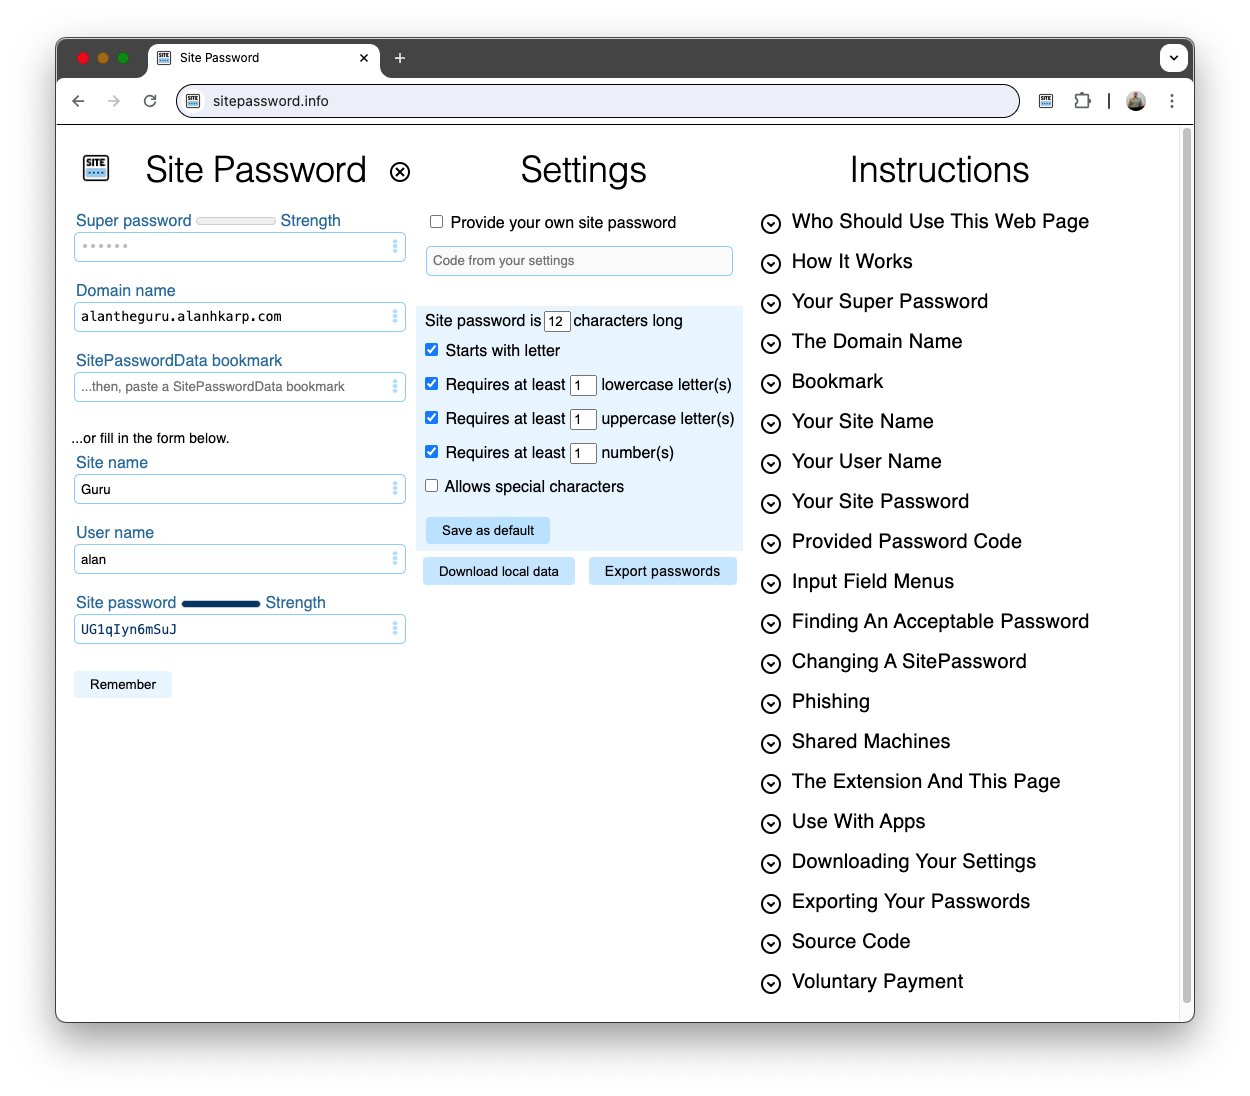 Site Password
sitepassword.info
SITE
Site Password
Super password Strength
Domain name
alantheguru.alanhkarp.com
SitePasswordData bookmark
...then, paste a SitePasswordData bookmark
...or fill in the form below.
Site name
Guru
User name
alan
Site password Strength
UG1qIyn6mSuJ
Remember
Settings
Provide your own site password
Code from your settings
Site password is 12 characters long
Starts with letter
Requires at least 1 lowercase letter(s)
Requires at least 1 uppercase letter(s)
Requires at least 1 number(s)
Allows special characters
Save as default
Download local data Export passwords
Instructions
Who Should Use This Web Page
How It Works
Your Super Password
The Domain Name
Bookmark
Your Site Name
Your User Name
Your Site Password
Provided Password Code
Input Field Menus
Finding An Acceptable Password
Changing A SitePassword
Phishing
Shared Machines
The Extension And This Page
Use With Apps
Downloading Your Settings
Exporting Your Passwords
Source Code
Voluntary Payment